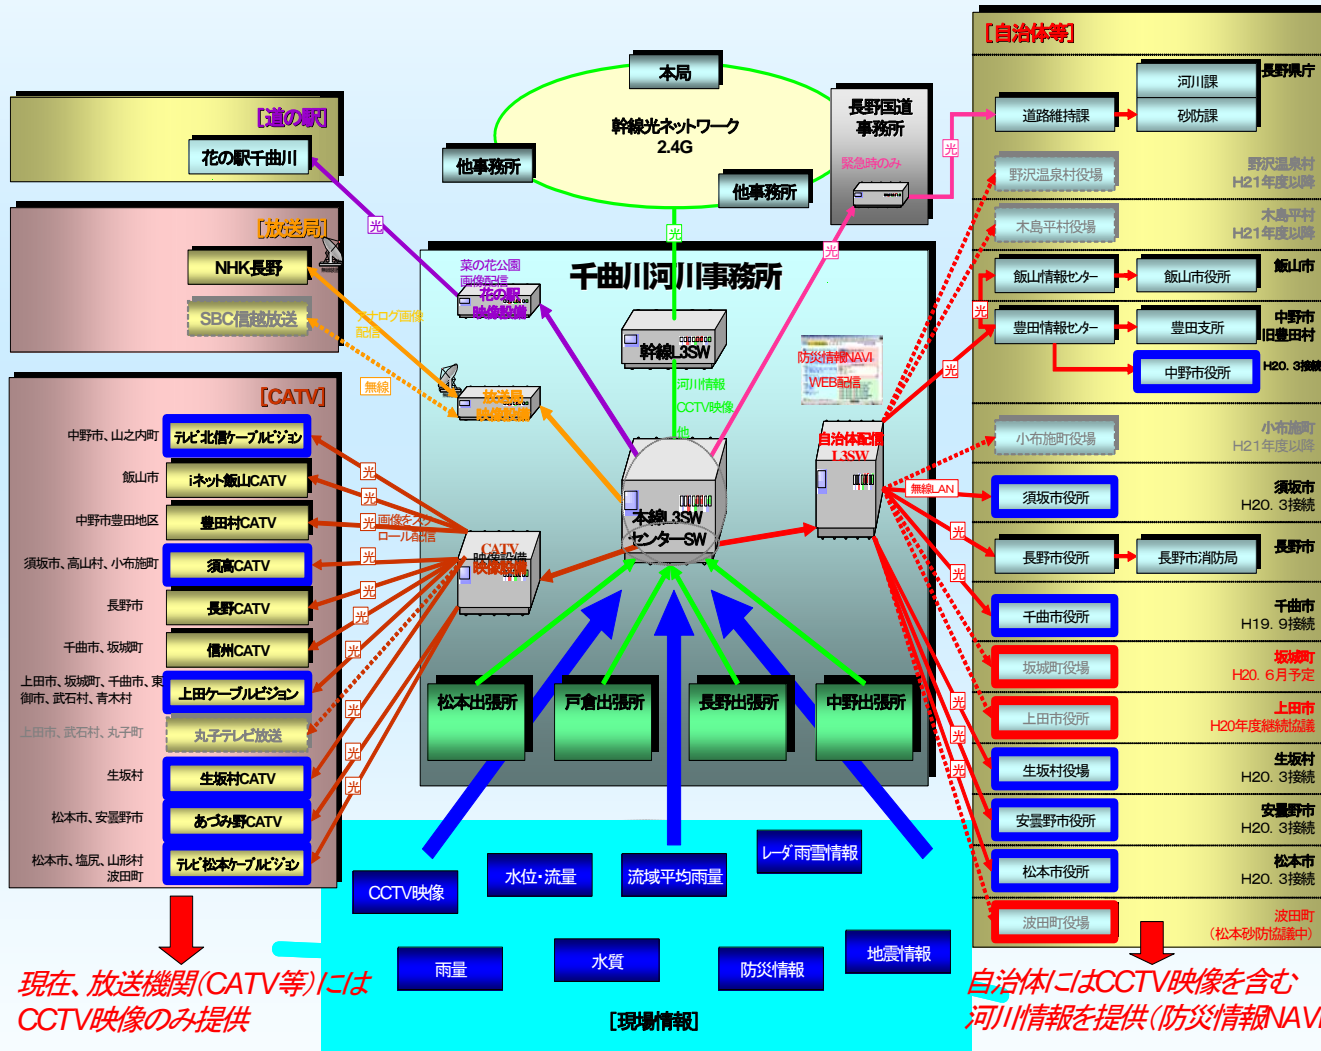 [道の駅]
花の駅千曲川
[放送局]
NHK長野
SBC信越放送
[CATV]
中野市、山之内町
テレビ北信ケーブルビジョン
飯山市
iネット飯山CATV
中野市豊田地区
豊田村CATV
須坂市、高山村、小布施町
須高CATV
長野市
長野CATV
千曲市、坂城町
信州CATV
上田市、坂城町、千曲市、東
御市、武石村、青木村
上田ケーブルビジョン
上田市、武石村、丸子町
丸子テレビ放送
生坂村
生坂村CATV
松本市、安曇野市
あづみ野CATV
松本市、塩尻、山形村
波田町
テレビ松本ケーブルビジョン
現在、放送機関(CATV等)には
CCTV映像のみ提供
本局
幹線光ネットワーク
2.4G
他事務所
他事務所
長野国道
事務所
緊急時のみ
光
光
光
光
千曲川河川事務所
菜の花公園
画像配信
花の駅
映像設備
アナログ画像
配信
無線
放送局
映像設備
幹線L3SW
河川情報
CCTV映像
他
防災情報NAVI
WEB配信
自治体配信
L3SW
本線L3SW
センターSW
画像をスク
ロール配信
CATV
映像設備
映像設備
光
光
光
光
光
光
光
光
光
光
光
松本出張所
戸倉出張所
長野出張所
中野出張所
CCTV映像
水位・流量
流域平均雨量
レーダ雨雪情報
雨量
水質
防災情報
地震情報
[現場情報]
[自治体等]
長野県庁
河川課
道路維持課
砂防課
野沢温泉村役場
野沢温泉村
H21年度以降
木島平村役場
木島平村
H21年度以降
飯山情報センター
飯山市役所
飯山市
光
豊田情報センター
豊田支所
中野市
旧豊田村
中野市役所
H20. 3接続
光
小布施町役場
小布施町
H21年度以降
無線LAN
須坂市役所
須坂市
H20. 3接続
光
長野市役所
長野市消防局
長野市
光
千曲市役所
千曲市
H19. 9接続
光
坂城町役場
坂城町
H20. 6月予定
光
上田市役所
上田市
H20年度継続協議
光
生坂村役場
生坂村
H20. 3接続
光
安曇野市役所
安曇野市
H20. 3接続
光
松本市役所
松本市
H20. 3接続
波田町役場
波田町
(松本砂防協議中)
自治体にはCCTV映像を含む
河川情報を提供(防災情報NAVI